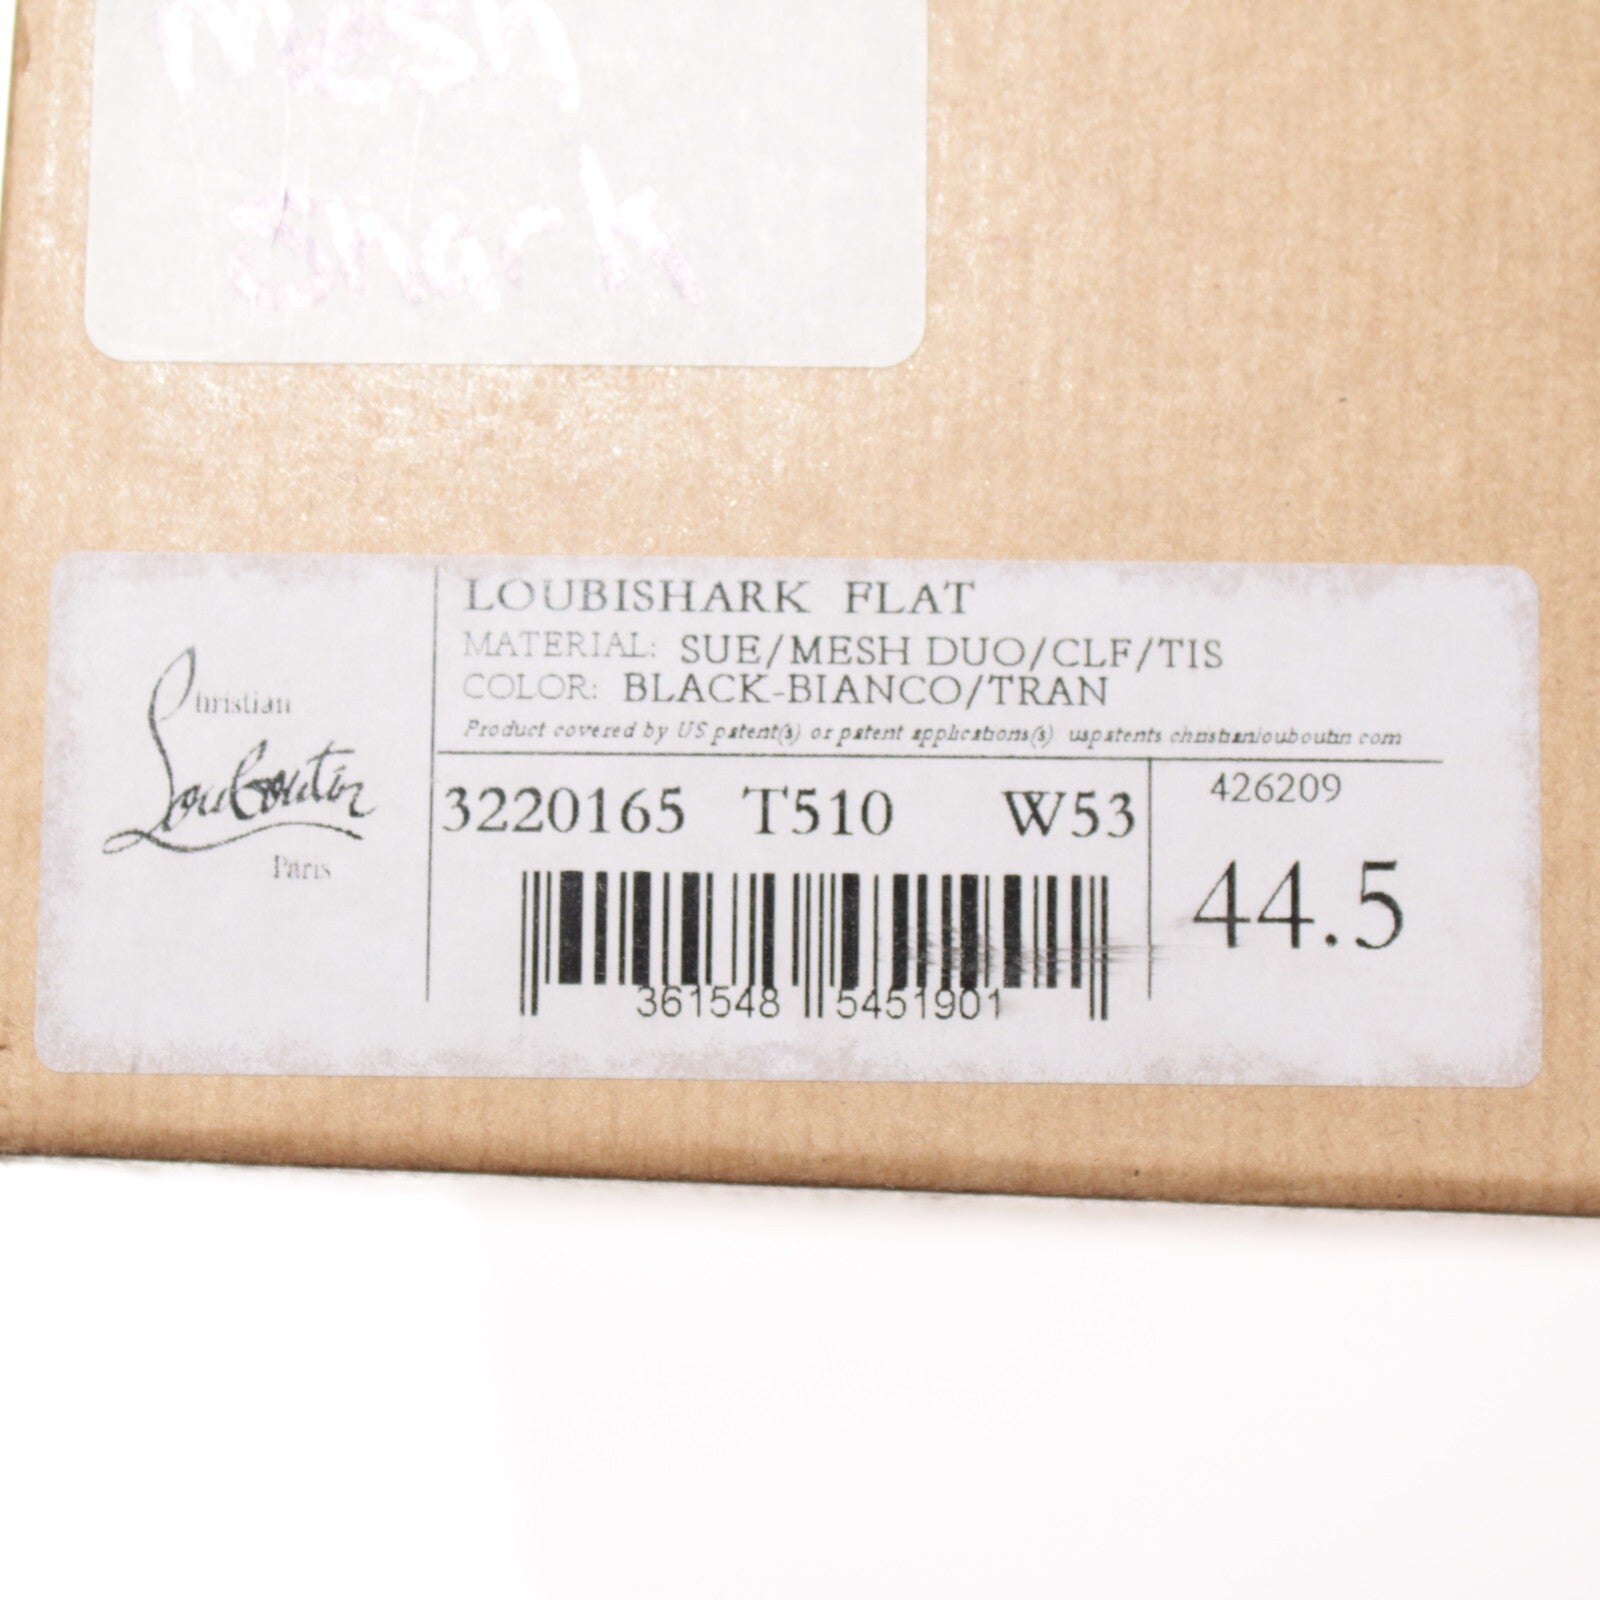 mesh
Shark
LOUBISHARK FLAT
MATERIAL: SUE/MESH DUO/CLF/TIS
COLOR: BLACK-BIANCO/TRAN
Product covered by US patent(s) or patent applications(s) uspatents christianlouboutin com
Christian
Louboutin
Paris
3220165 T510 W53
426209
44.5
361548 5451901